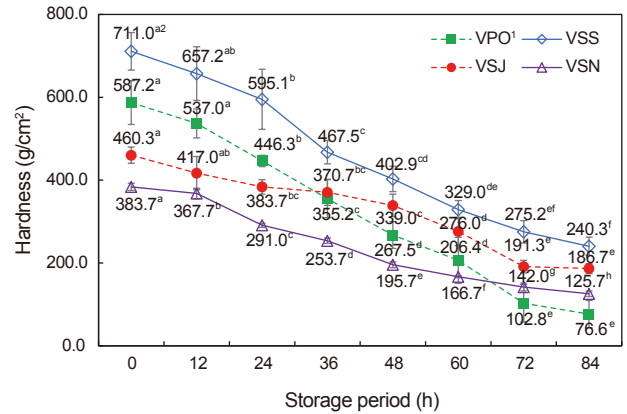 800.0
600.0
400.0
200.0
0.0
Hardness (g/cm²)
VPO¹ VSS
VSJ VSN
711.0ᵃ² 657.2ᵃᵇ 595.1ᵇ 467.5ᶜ 402.9ᶜᵈ 329.0ᵈᵉ 275.2ᵉᶠ 240.3ᶠ
587.2ᵃ 537.0ᵃ 446.3ᵇ 355.2ᶜ 267.5ᵈ 206.4ᵈ 102.8ᵉ 76.6ᵉ
460.3ᵃ 417.0ᵃᵇ 383.7ᵇᶜ 370.7ᵇᶜ 339.0ᶜ 276.0ᵈ 191.3ᵉ 186.7ᵉ
383.7ᵃ 367.7ᵇ 291.0ᶜ 253.7ᵈ 195.7ᵉ 166.7ᶠ 142.0ᵍ 125.7ʰ
0 12 24 36 48 60 72 84
Storage period (h)